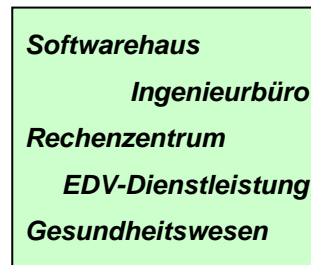 Softwarehaus
Ingenieurbüro
Rechenzentrum
EDV-Dienstleistung
Gesundheitswesen